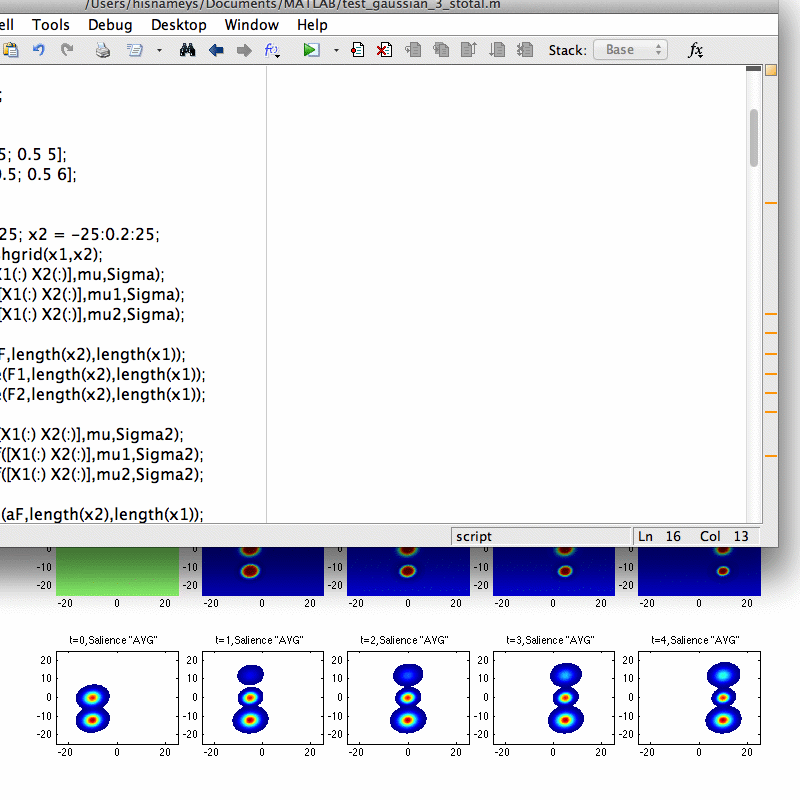 /Users/hisnameys/Documents/MATLAB/test_gaussian_3_stotal.m
ell Tools Debug Desktop Window Help
Stack: Base fx
;
5; 0.5 5];
0.5; 0.5 6];
25; x2 = -25:0.2:25;
hgrid(x1,x2);
X1(:) X2(:)],mu,Sigma);
[X1(:) X2(:)],mu1,Sigma);
[X1(:) X2(:)],mu2,Sigma);
F,length(x2),length(x1));
e(F1,length(x2),length(x1));
e(F2,length(x2),length(x1));
[X1(:) X2(:)],mu,Sigma2);
f([X1(:) X2(:)],mu1,Sigma2);
f([X1(:) X2(:)],mu2,Sigma2);
(aF,length(x2),length(x1));
script Ln 16 Col 13
0 0 0 0
-10 -10 -10 -10 -10
-20 -20 -20 -20 -20
-20 0 20 -20 0 20 -20 0 20 -20 0 20 -20 0 20
t=0,Salience "AVG" t=1,Salience "AVG" t=2,Salience "AVG" t=3,Salience "AVG" t=4,Salience "AVG"
20 20 20 20 20
10 10 10 10 10
0 0 0 0 0
-10 -10 -10 -10 -10
-20 -20 -20 -20 -20
-20 0 20 -20 0 20 -20 0 20 -20 0 20 -20 0 20